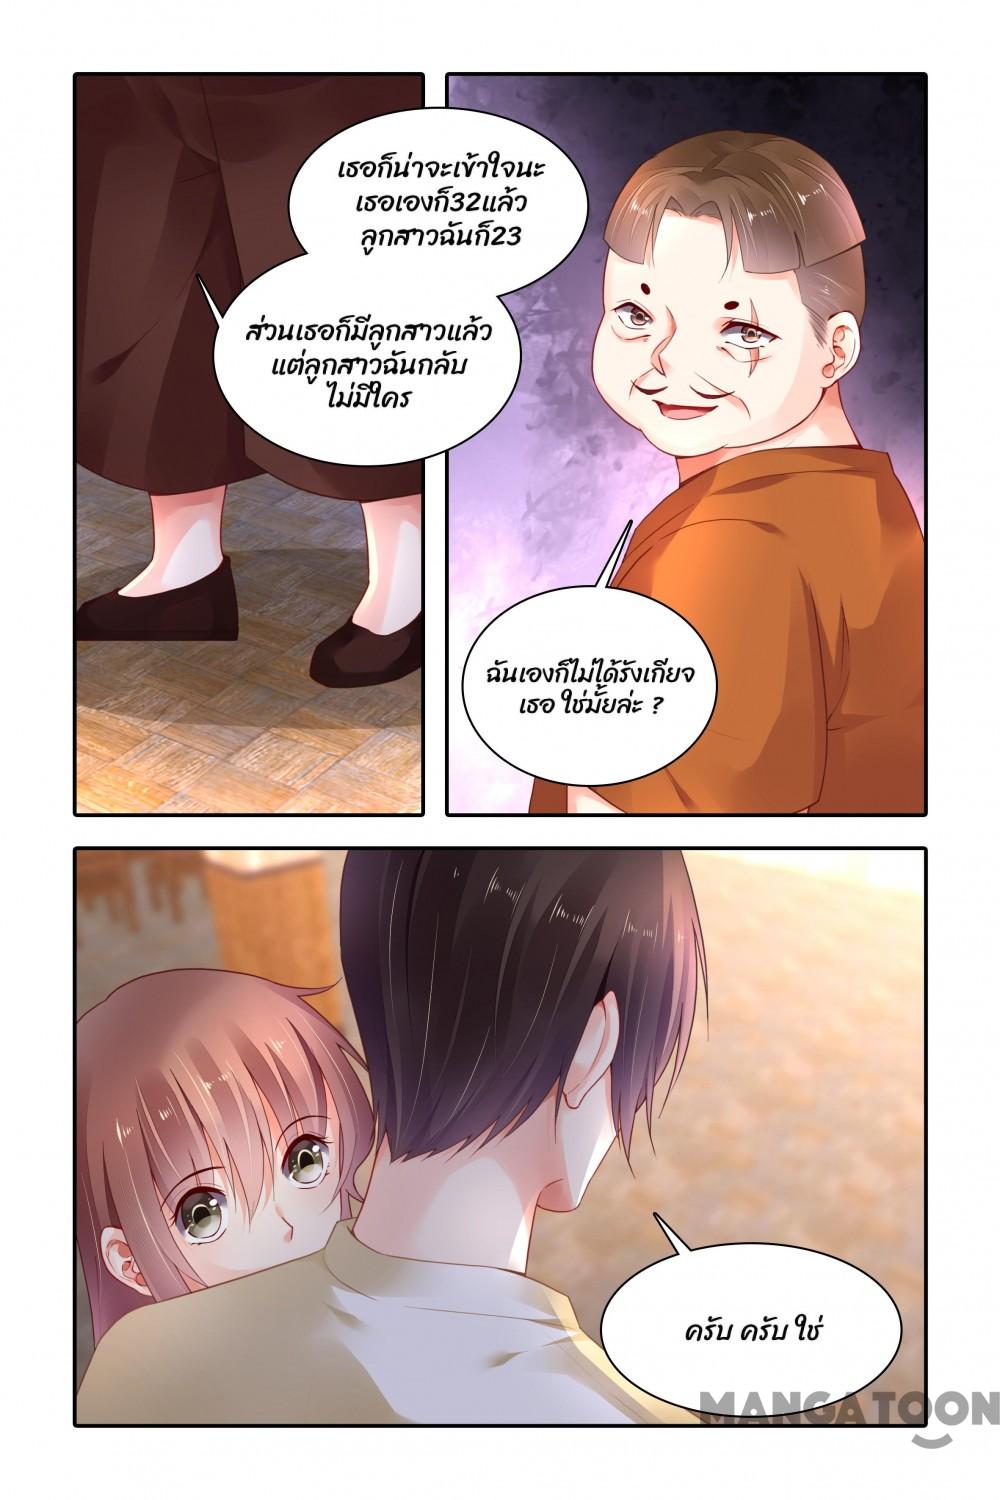 เธอก็น่าจะเข้าใจนะ
เธอเองก็32แล้ว
ลูกสาวฉันก็23
ส่วนเธอก็มีลูกสาวแล้ว
แต่ลูกสาวฉันกลับ
ไม่มีใคร
ฉันเองก็ไม่ได้รังเกียจ
เธอ ใช่มั้ยล่ะ ?
ครับ ครับ ใช่
MANGATOON